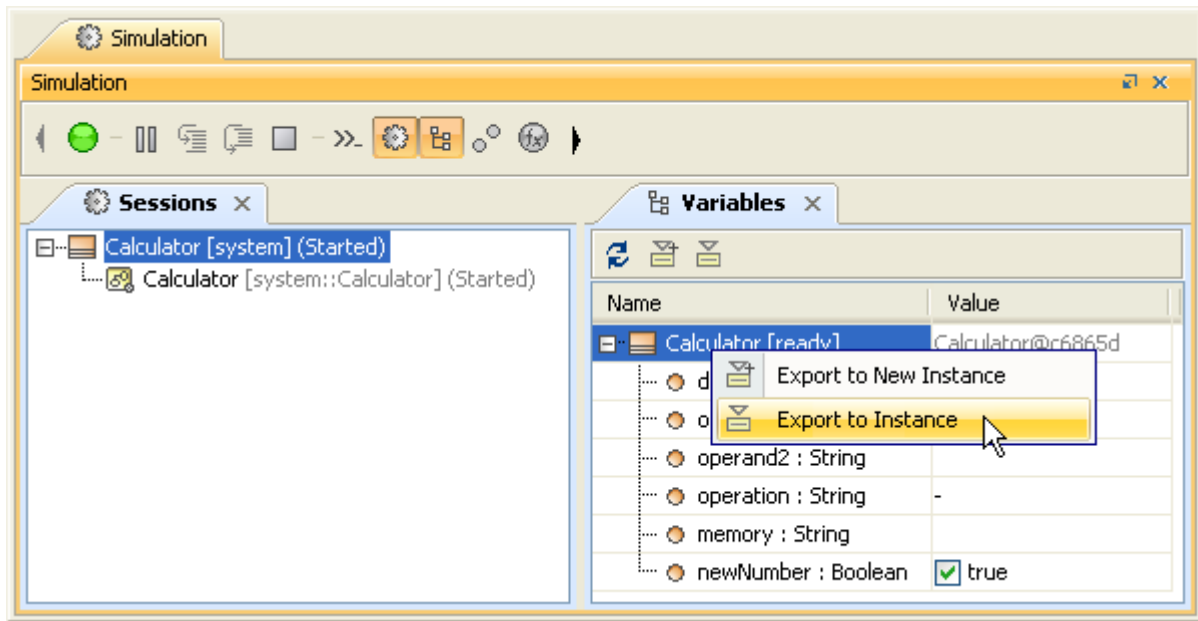 Simulation
Simulation
Sessions
Calculator [system] (Started)
Calculator [system::Calculator] (Started)
Variables
Name Value
Calculator [ready] Calculator@c6865d
d
o
Export to New Instance
Export to Instance
operand2 : String
operation : String -
memory : String
newNumber : Boolean true